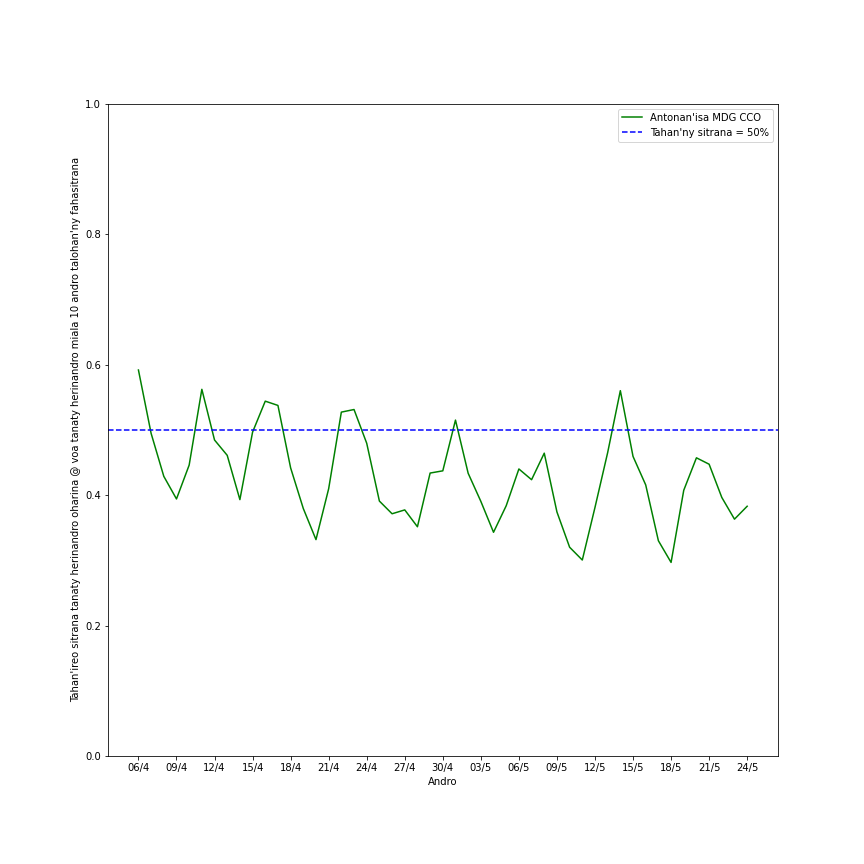 Antonan'isa MDG CCO
Tahan'ny sitrana = 50%
Tahan'ireo sitrana tanaty herinandro oharina @ voa tanaty herinandro miala 10 andro talohan'ny fahasitrana
1.0
0.8
0.6
0.4
0.2
0.0
06/4 09/4 12/4 15/4 18/4 21/4 24/4 27/4 30/4 03/5 06/5 09/5 12/5 15/5 18/5 21/5 24/5
Andro